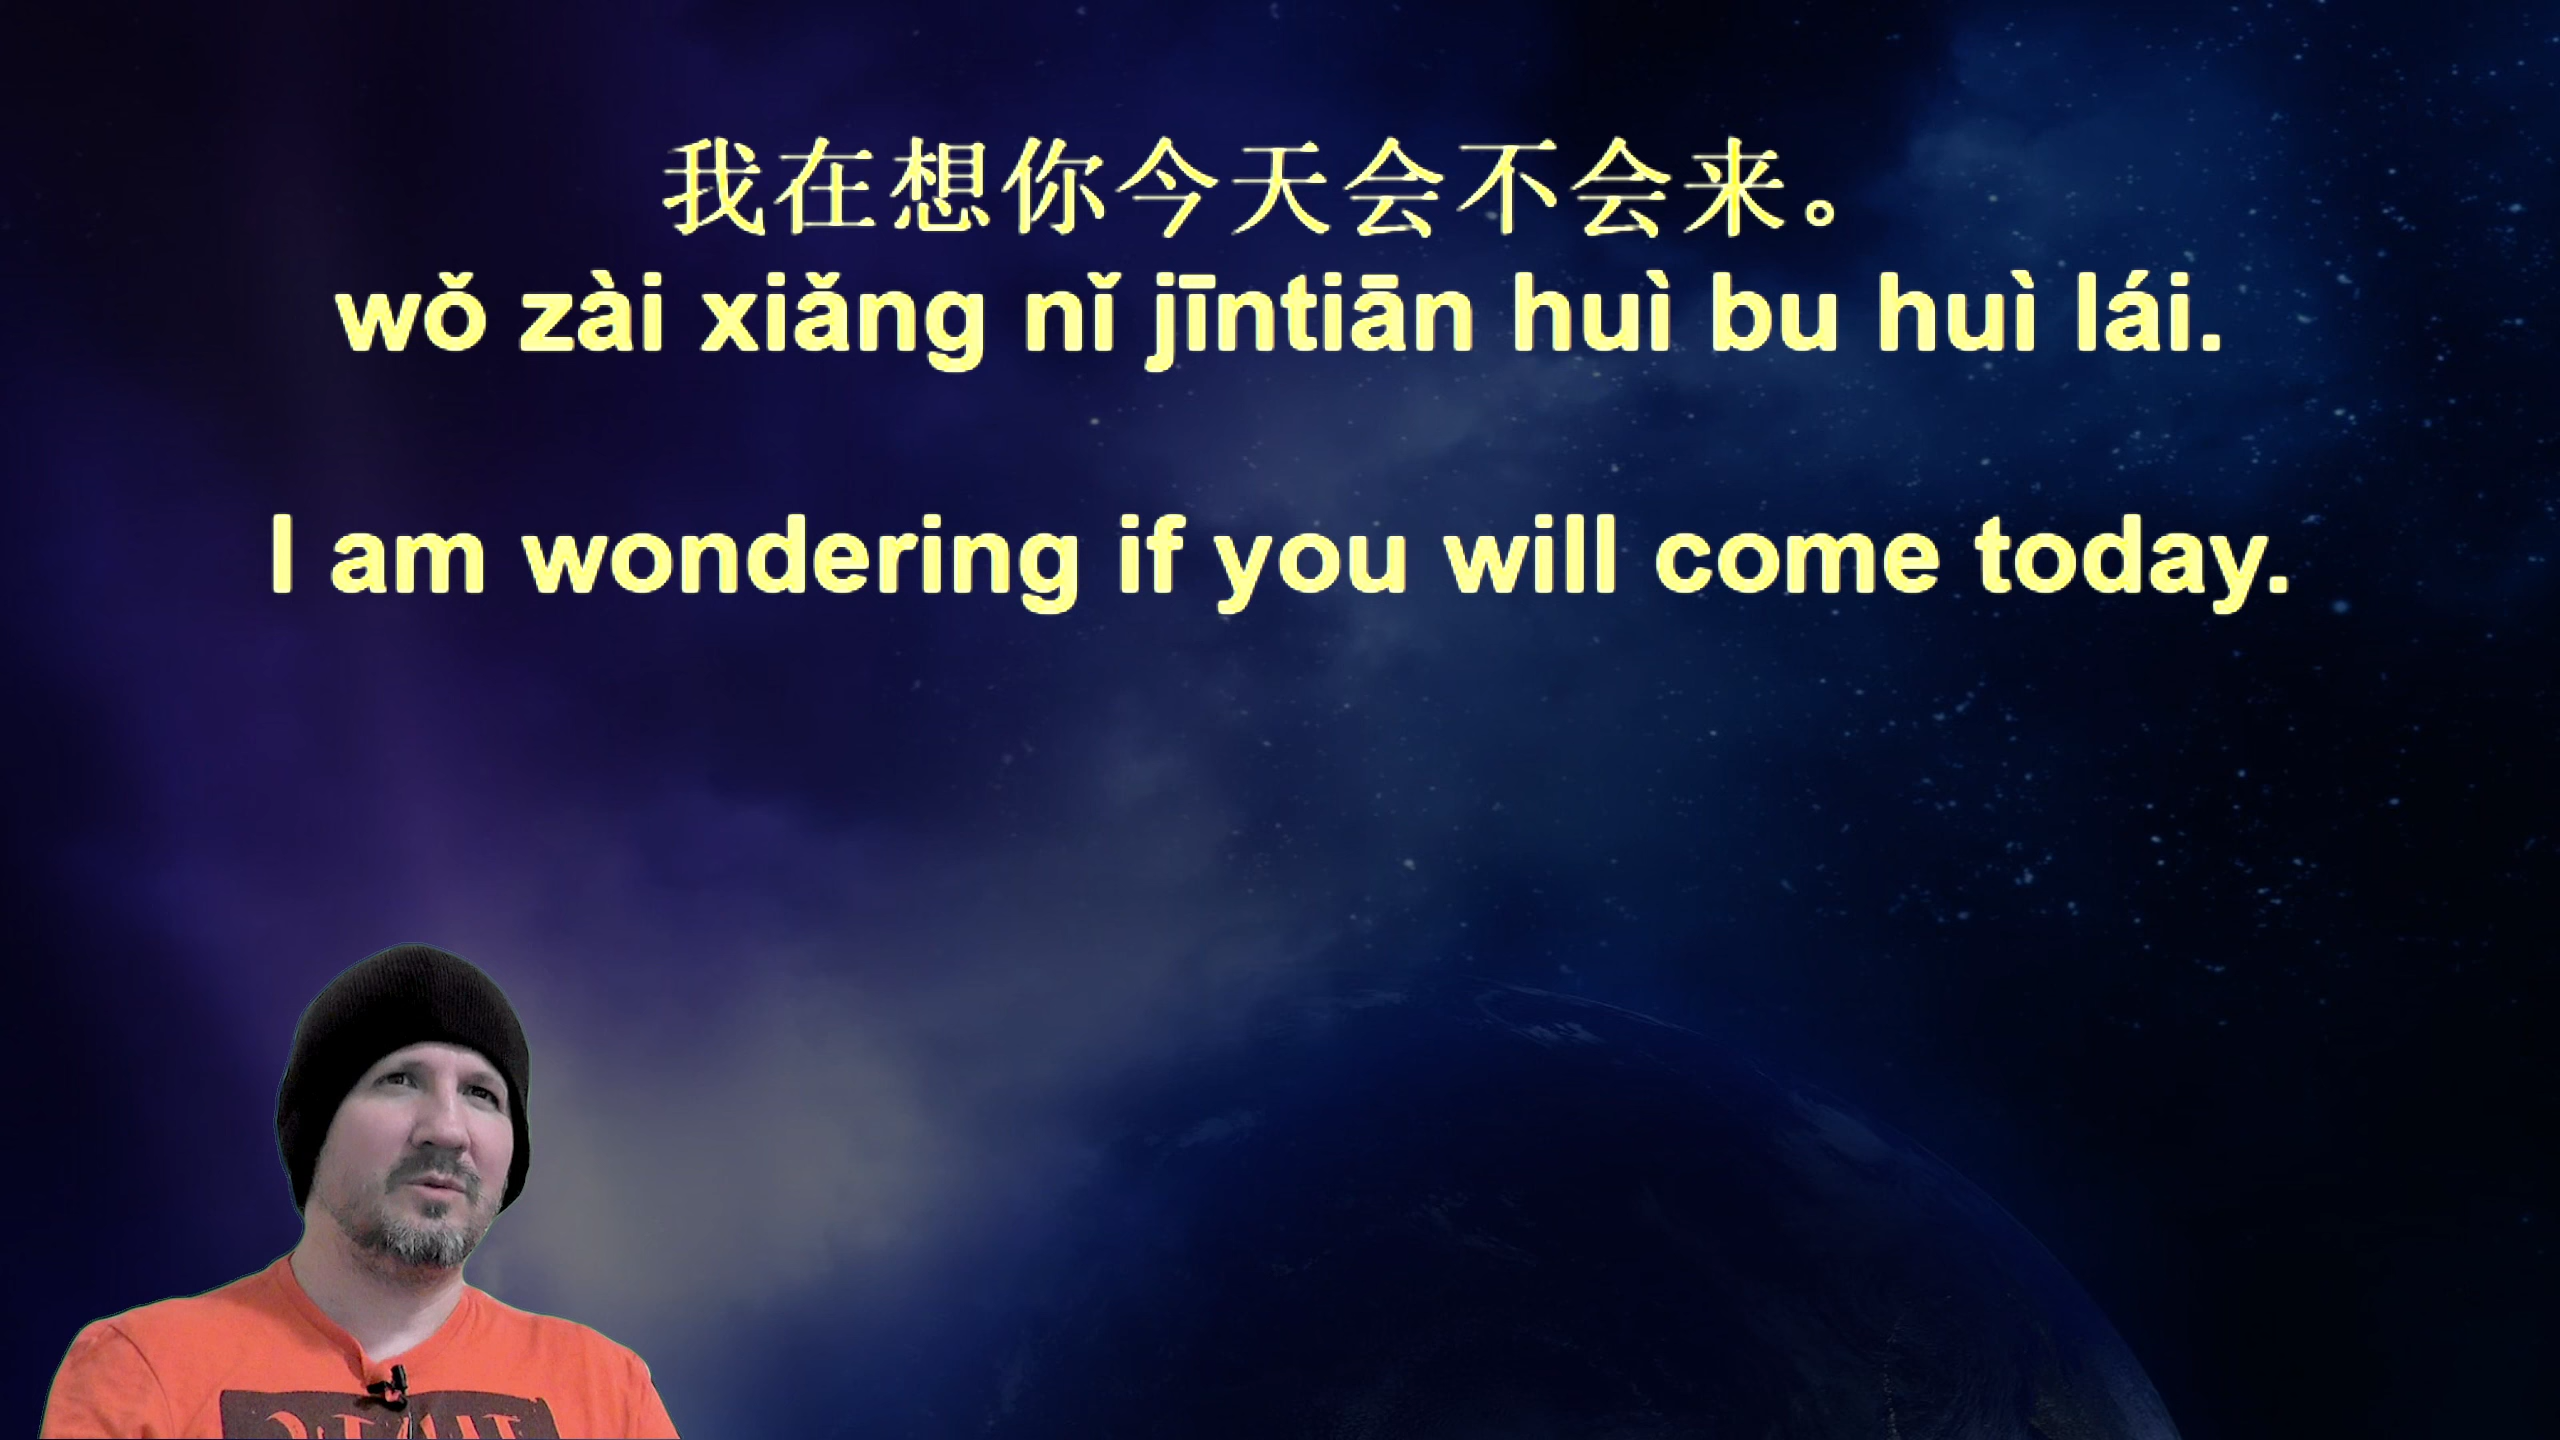 我在想你今天会不会来。
wǒ zài xiǎng nǐ jīntiān huì bu huì lái.
I am wondering if you will come today.